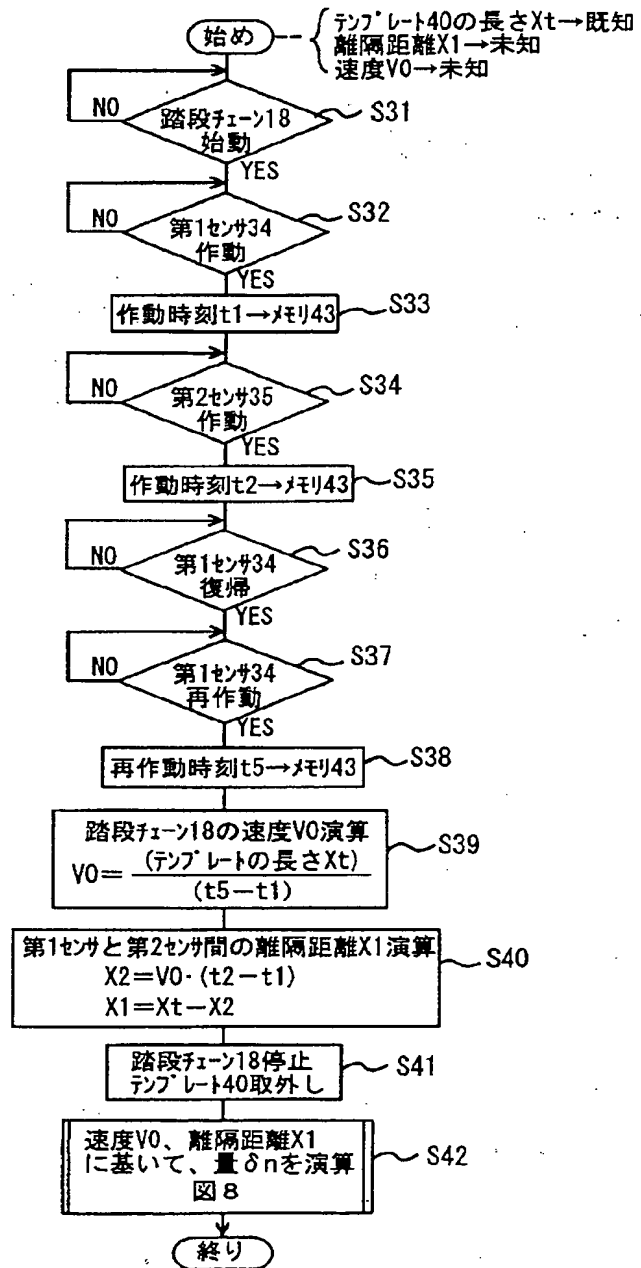 始め
テンプレート40の長さXt→既知
離隔距離X1→未知
速度V0→未知
NO
踏段チェーン18
始動
S31
YES
NO
第1センサ34
作動
S32
YES
作動時刻t1→メモリ43
S33
NO
第2センサ35
作動
S34
YES
作動時刻t2→メモリ43
S35
NO
第1センサ34
復帰
S36
YES
NO
第1センサ34
再作動
S37
YES
再作動時刻t5→メモリ43
S38
踏段チェーン18の速度V0演算
V0=(テンプレートの長さXt)
(t5-t1)
S39
第1センサと第2センサ間の離隔距離X1演算
X2=V0·(t2-t1)
X1=Xt-X2
S40
踏段チェーン18停止
テンプレート40取外し
S41
速度V0、離隔距離X1
に基いて、量δnを演算
図8
S42
終り